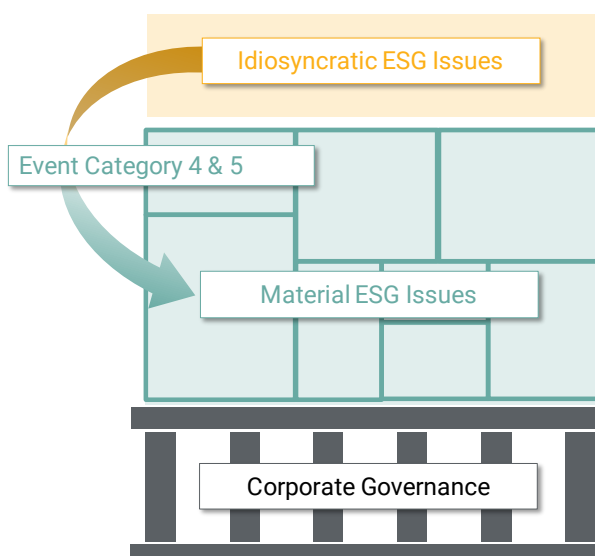 Idiosyncratic ESG Issues
Event Category 4 & 5
Material ESG Issues
Corporate Governance